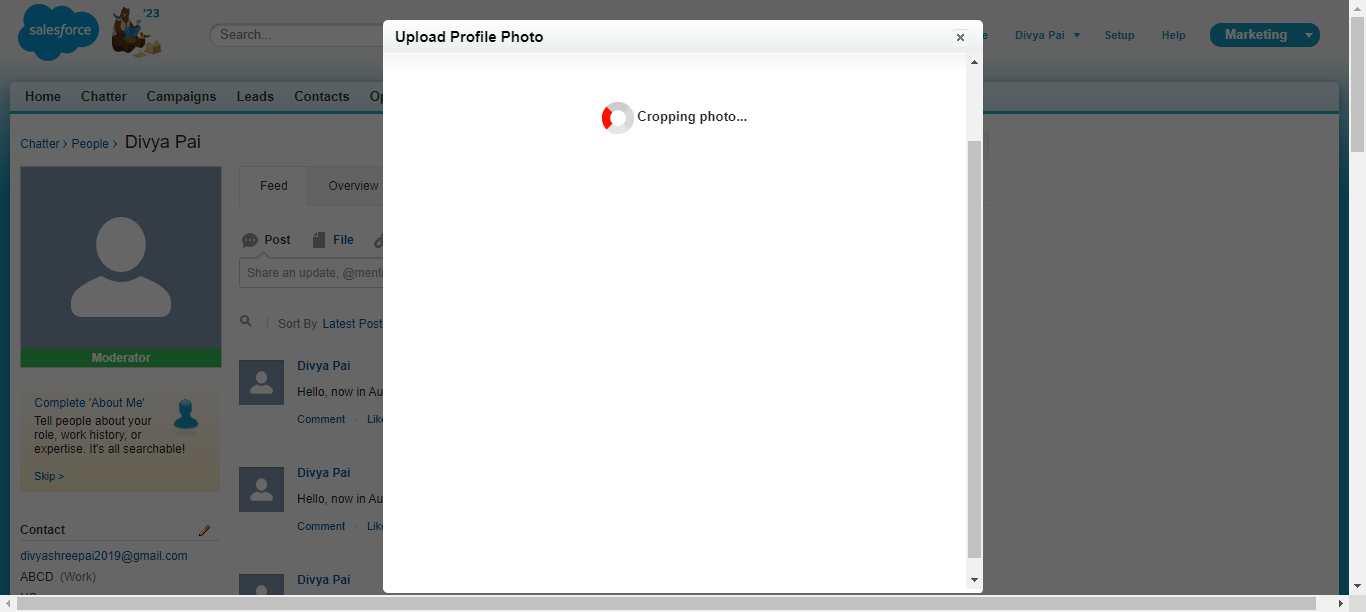 salesforce
'23
Search...
Divya Pai
Setup
Help
Marketing
Upload Profile Photo
Cropping photo...
Home
Chatter
Campaigns
Leads
Contacts
Chatter › People › Divya Pai
Moderator
Feed
Overview
Post
File
Share an update, @menti
| Sort By Latest Post
Divya Pai
Hello, now in Au
Comment · Like
Divya Pai
Hello, now in Au
Comment · Like
Divya Pai
Complete 'About Me'
Tell people about your
role, work history, or
expertise. It's all searchable!
Skip >
Contact
divyashreepai2019@gmail.com
ABCD (Work)